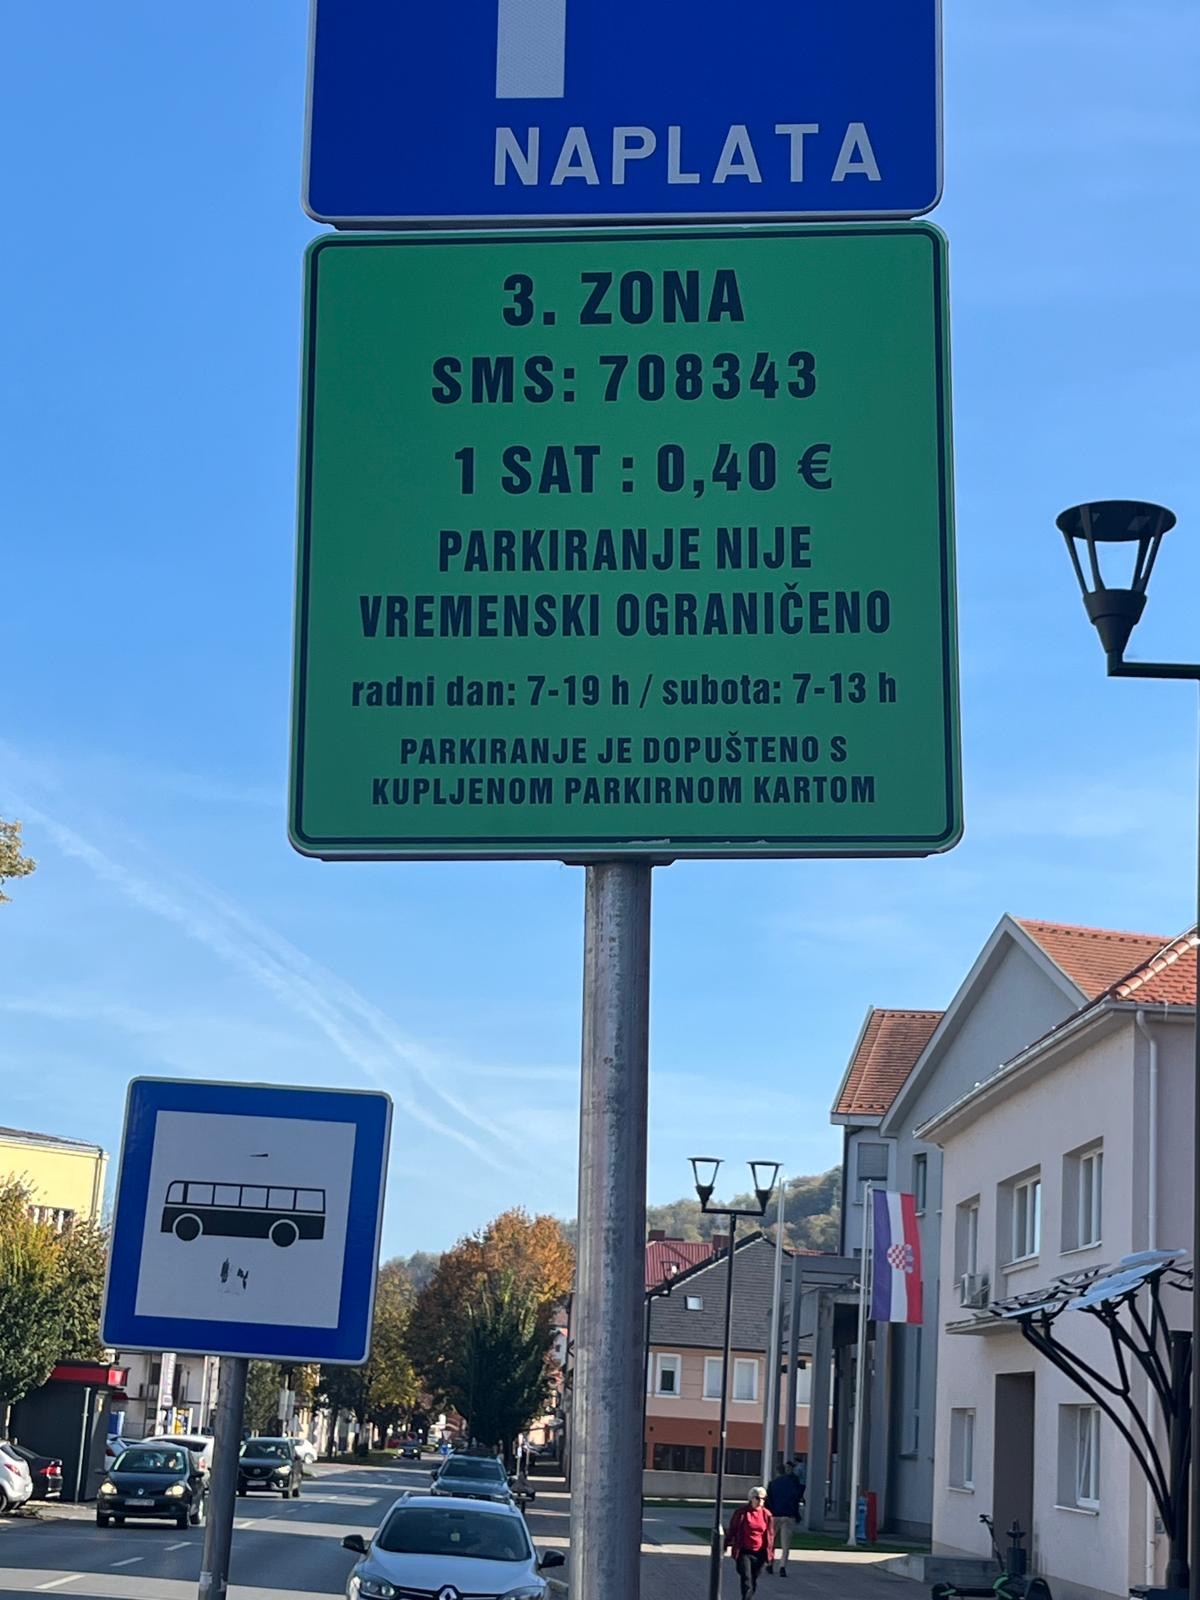 NAPLATA
3. ZONA
SMS: 708343
1 SAT : 0,40 €
PARKIRANJE NIJE
VREMENSKI OGRANIČENO
radni dan: 7-19 h / subota: 7-13 h
PARKIRANJE JE DOPUŠTENO S
KUPLJENOM PARKIRNOM KARTOM